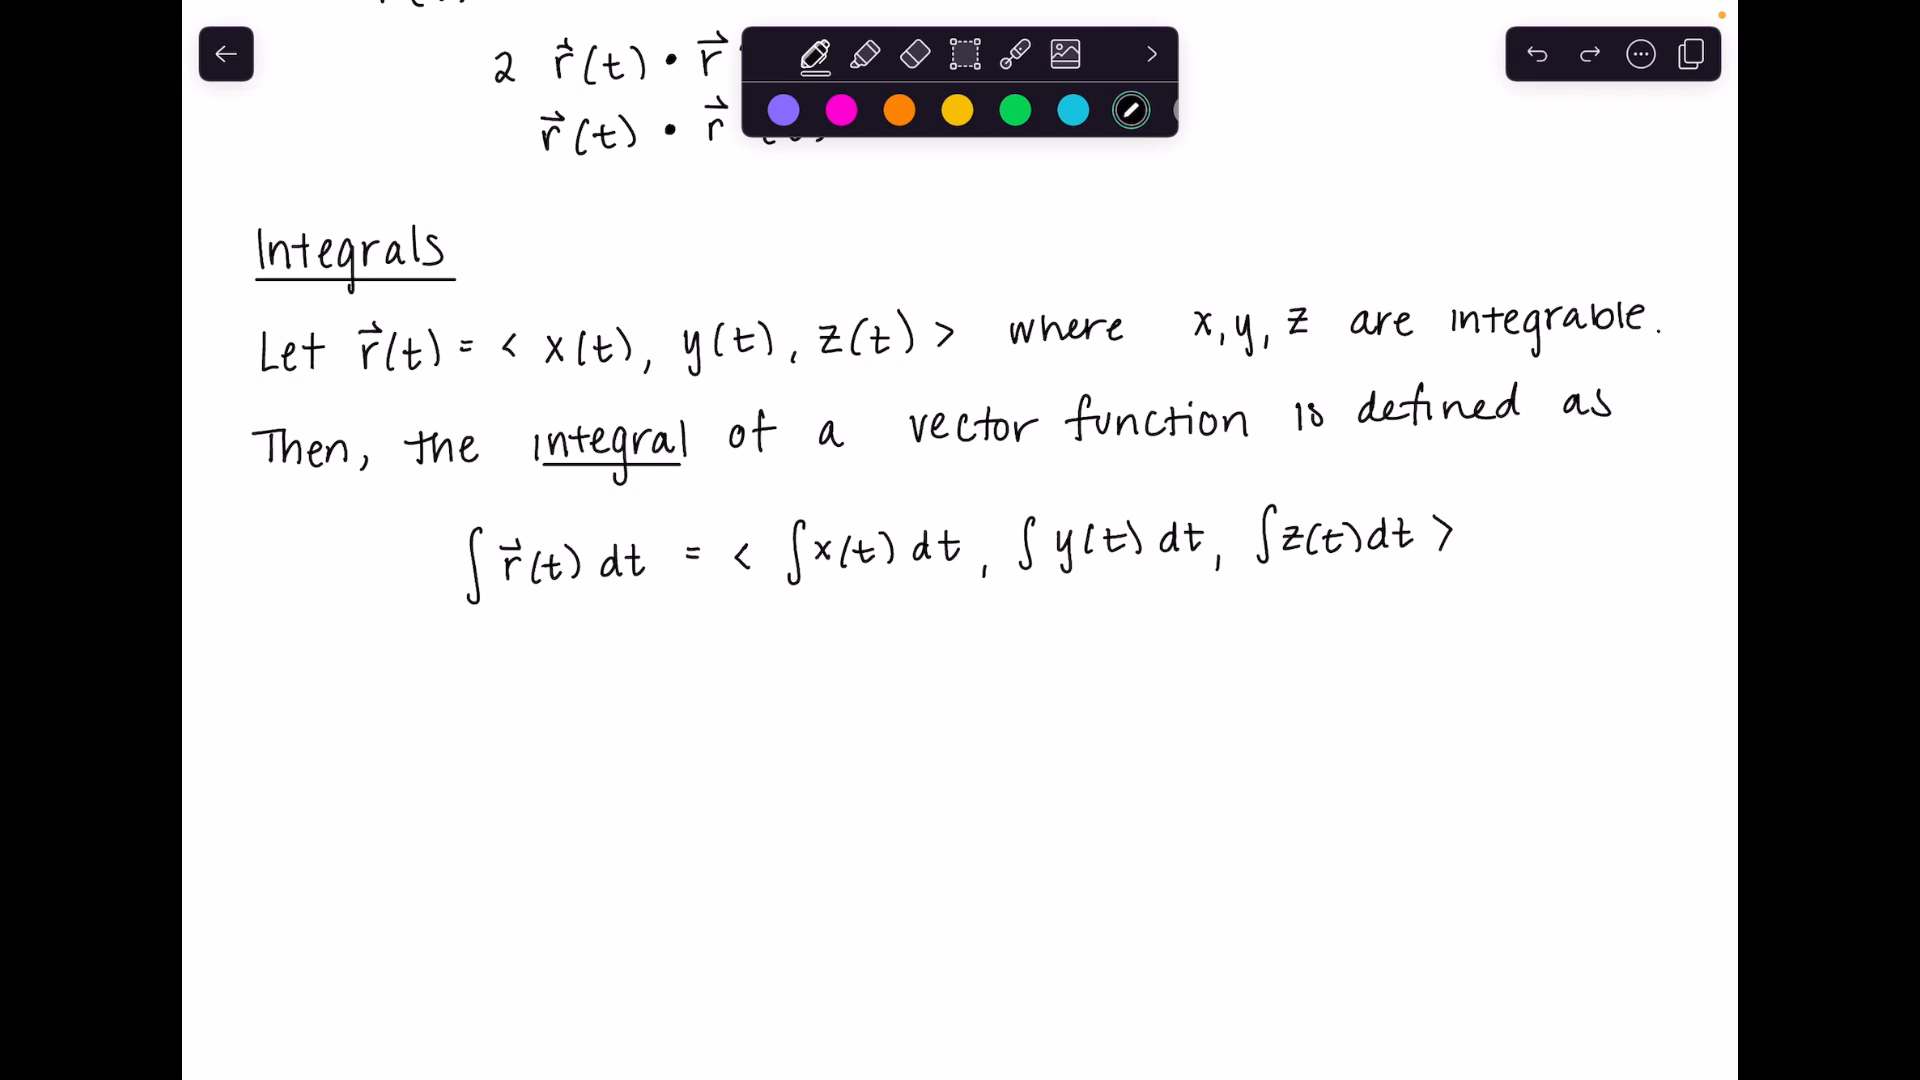 2 r⃗(t) • r⃗
r⃗(t) • r⃗
Integrals
Let r⃗(t) = < x(t), y(t), z(t) > where x, y, z are integrable.
Then, the integral of a vector function is defined as
∫ r⃗(t) dt = < ∫x(t) dt, ∫ y(t) dt, ∫z(t)dt >